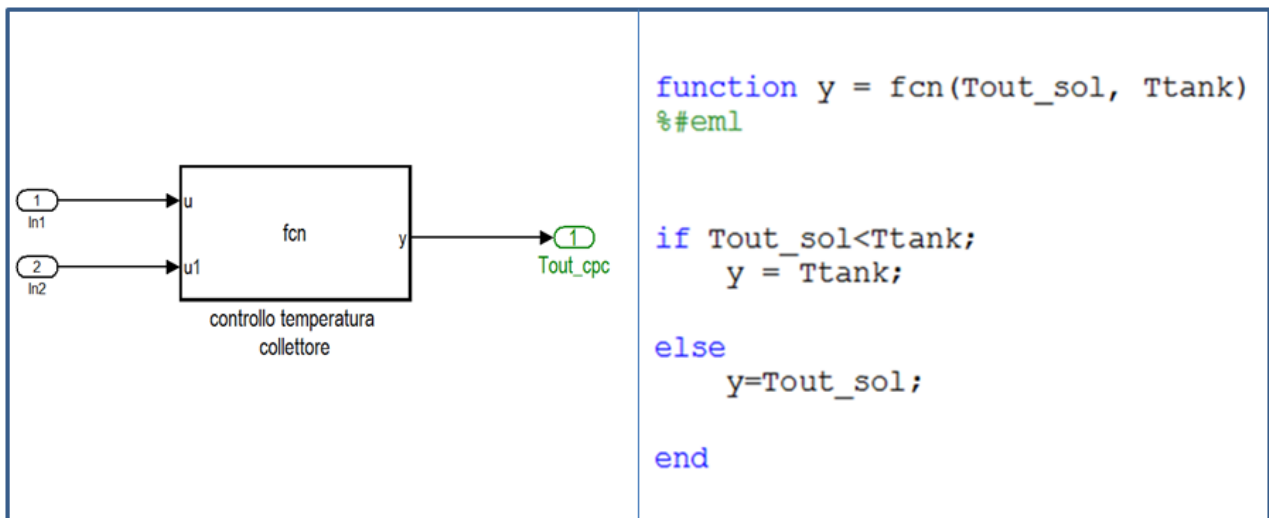 1
In1
2
In2
u
u1
fcn
y
controllo temperatura
collettore
1
Tout_cpc
function y = fcn(Tout_sol, Ttank)
%#eml
if Tout_sol<Ttank;
y = Ttank;
else
y=Tout_sol;
end